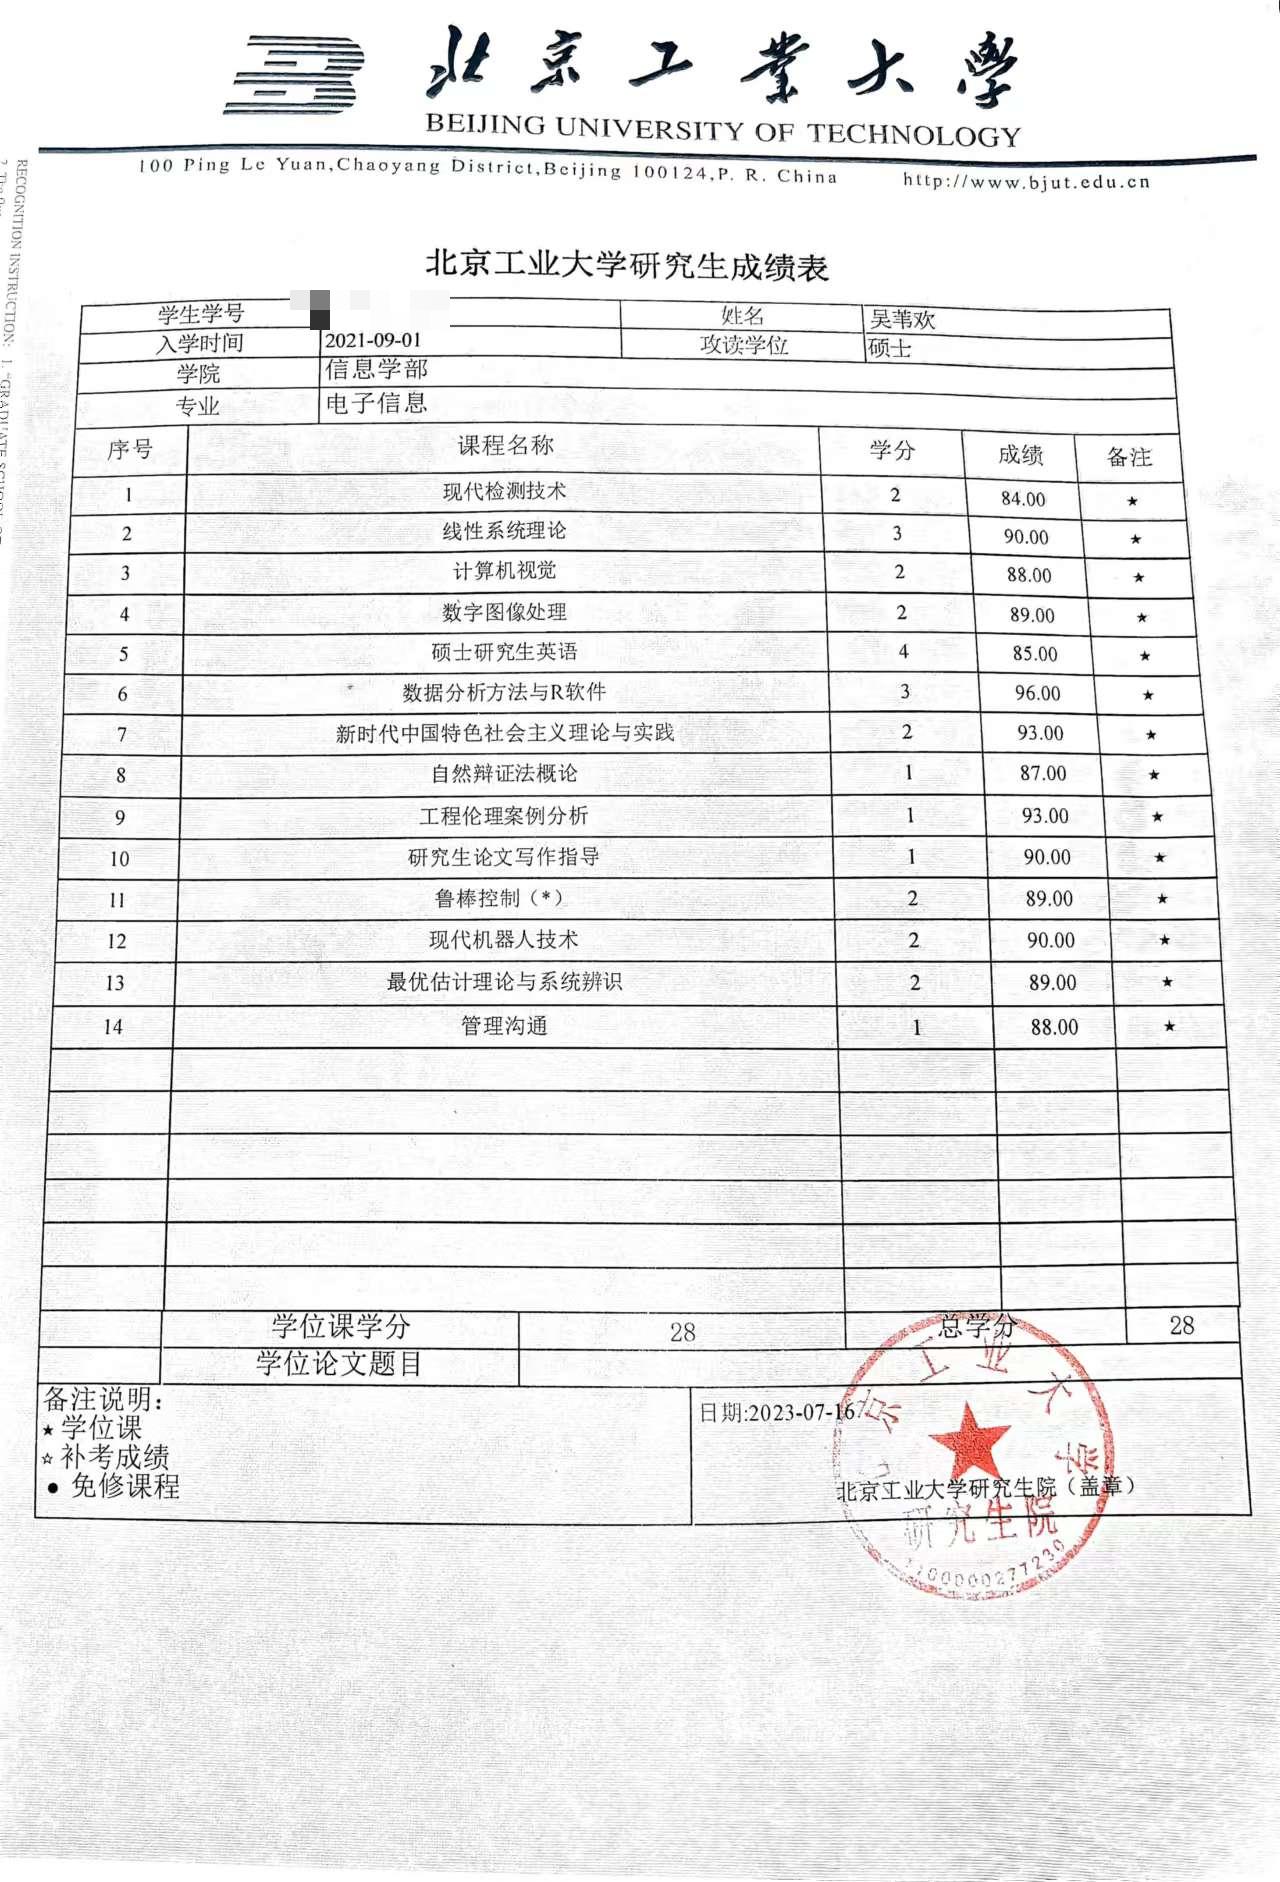 北京工業大學
BEIJING UNIVERSITY OF TECHNOLOGY
100 Ping Le Yuan,Chaoyang District,Beijing 100124,P. R. China http://www.bjut.edu.cn
RECOGNITION INSTRUCTION: 1. "GRADUATE SCHOOL OF
北京工业大学研究生成绩表
学生学号 姓名 吴苇欢
入学时间 2021-09-01 攻读学位 硕士
学院 信息学部
专业 电子信息
序号 课程名称 学分 成绩 备注
1 现代检测技术 2 84.00 ★
2 线性系统理论 3 90.00 ★
3 计算机视觉 2 88.00 ★
4 数字图像处理 2 89.00 ★
5 硕士研究生英语 4 85.00 ★
6 数据分析方法与R软件 3 96.00 ★
7 新时代中国特色社会主义理论与实践 2 93.00 ★
8 自然辩证法概论 1 87.00 ★
9 工程伦理案例分析 1 93.00 ★
10 研究生论文写作指导 1 90.00 ★
11 鲁棒控制（*） 2 89.00 ★
12 现代机器人技术 2 90.00 ★
13 最优估计理论与系统辨识 2 89.00 ★
14 管理沟通 1 88.00 ★
学位课学分 28 总学分 28
学位论文题目
备注说明：
★ 学位课
☆ 补考成绩
● 免修课程
日期:2023-07-16
北京工业大学研究生院（盖章）
京工业大学
研究生院
1100000277230